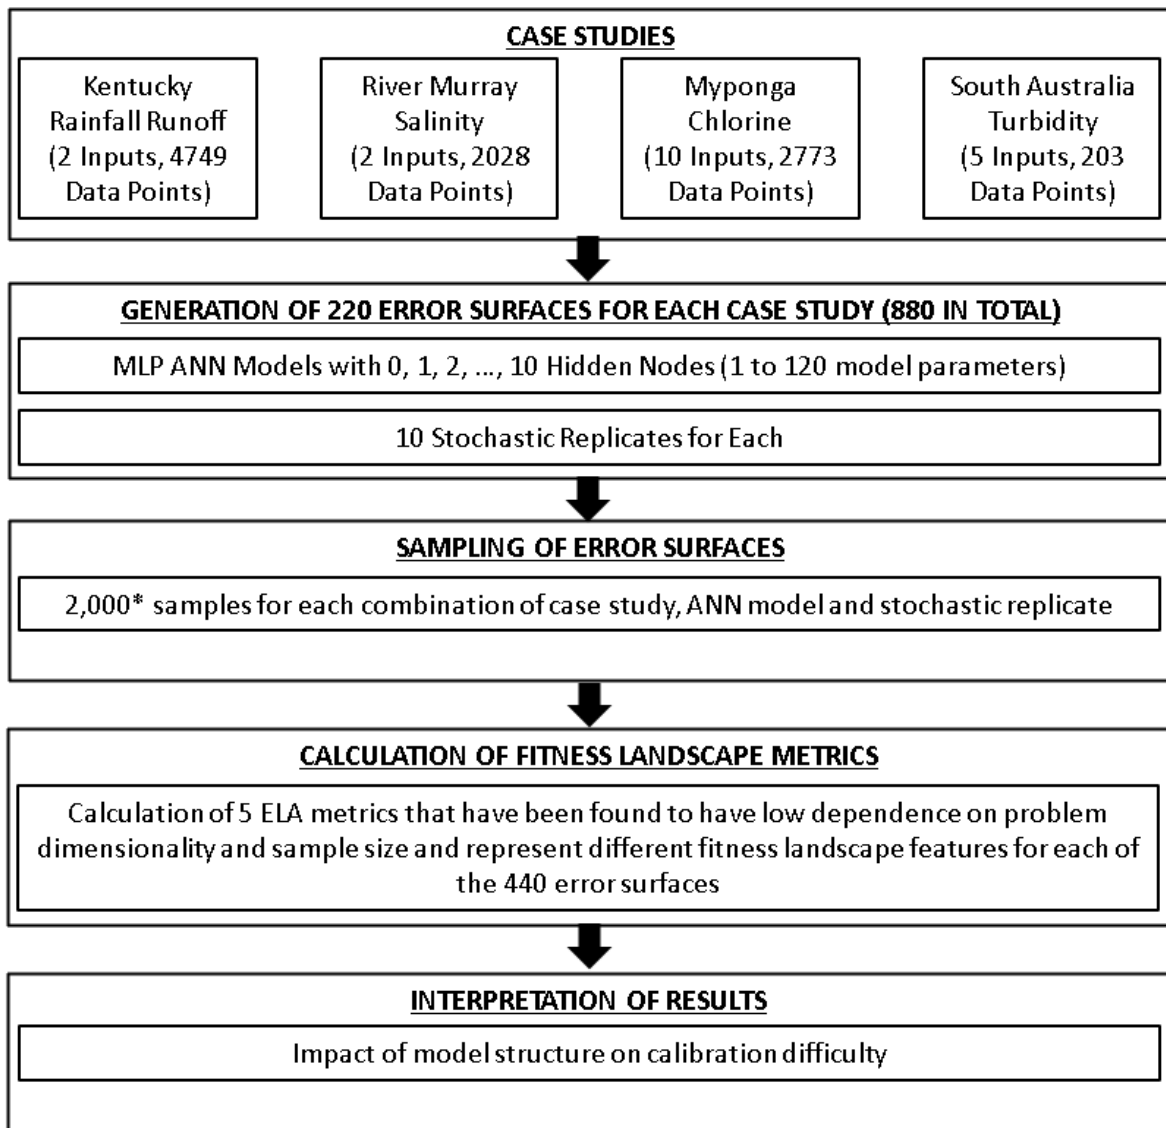 CASE STUDIES
Kentucky
Rainfall Runoff
(2 Inputs, 4749
Data Points)
River Murray
Salinity
(2 Inputs, 2028
Data Points)
Myponga
Chlorine
(10 Inputs, 2773
Data Points)
South Australia
Turbidity
(5 Inputs, 203
Data Points)
GENERATION OF 220 ERROR SURFACES FOR EACH CASE STUDY (880 IN TOTAL)
MLP ANN Models with 0, 1, 2, ..., 10 Hidden Nodes (1 to 120 model parameters)
10 Stochastic Replicates for Each
SAMPLING OF ERROR SURFACES
2,000* samples for each combination of case study, ANN model and stochastic replicate
CALCULATION OF FITNESS LANDSCAPE METRICS
Calculation of 5 ELA metrics that have been found to have low dependence on problem
dimensionality and sample size and represent different fitness landscape features for each of
the 440 error surfaces
INTERPRETATION OF RESULTS
Impact of model structure on calibration difficulty